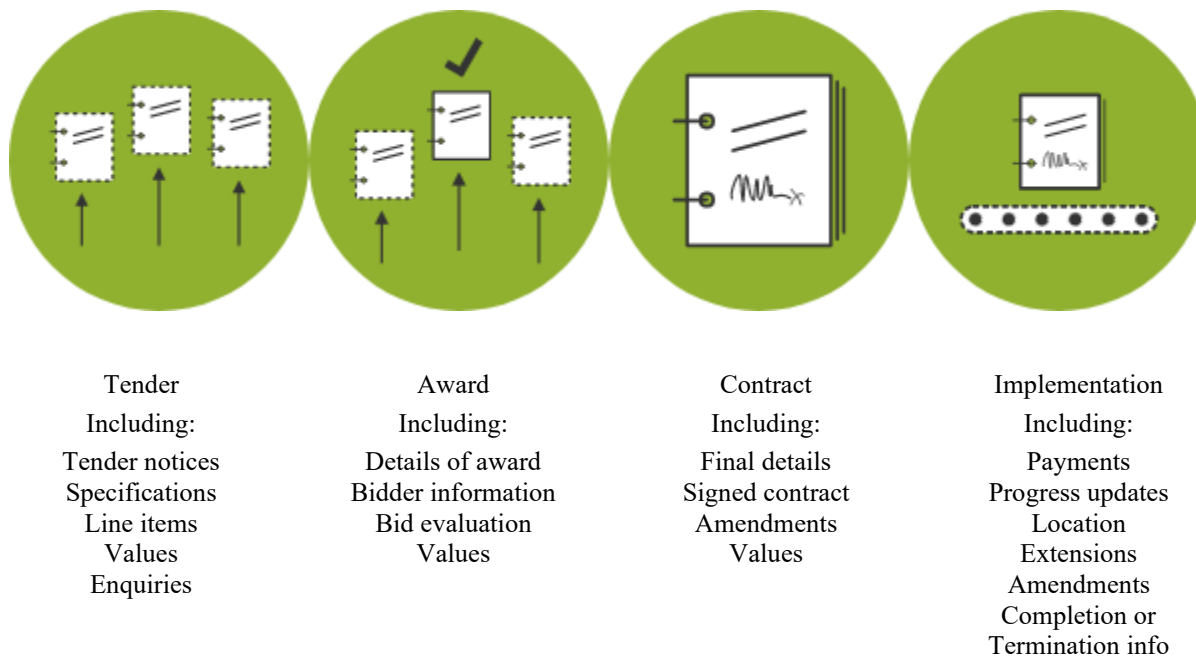 Tender
Including:
Tender notices
Specifications
Line items
Values
Enquiries
Award
Including:
Details of award
Bidder information
Bid evaluation
Values
Contract
Including:
Final details
Signed contract
Amendments
Values
Implementation
Including:
Payments
Progress updates
Location
Extensions
Amendments
Completion or
Termination info